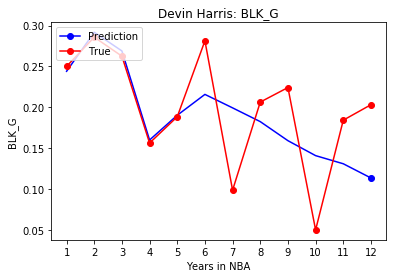 Devin Harris: BLK_G
Prediction
True
0.30
0.25
0.20
0.15
0.10
0.05
BLK_G
1 2 3 4 5 6 7 8 9 10 11 12
Years in NBA